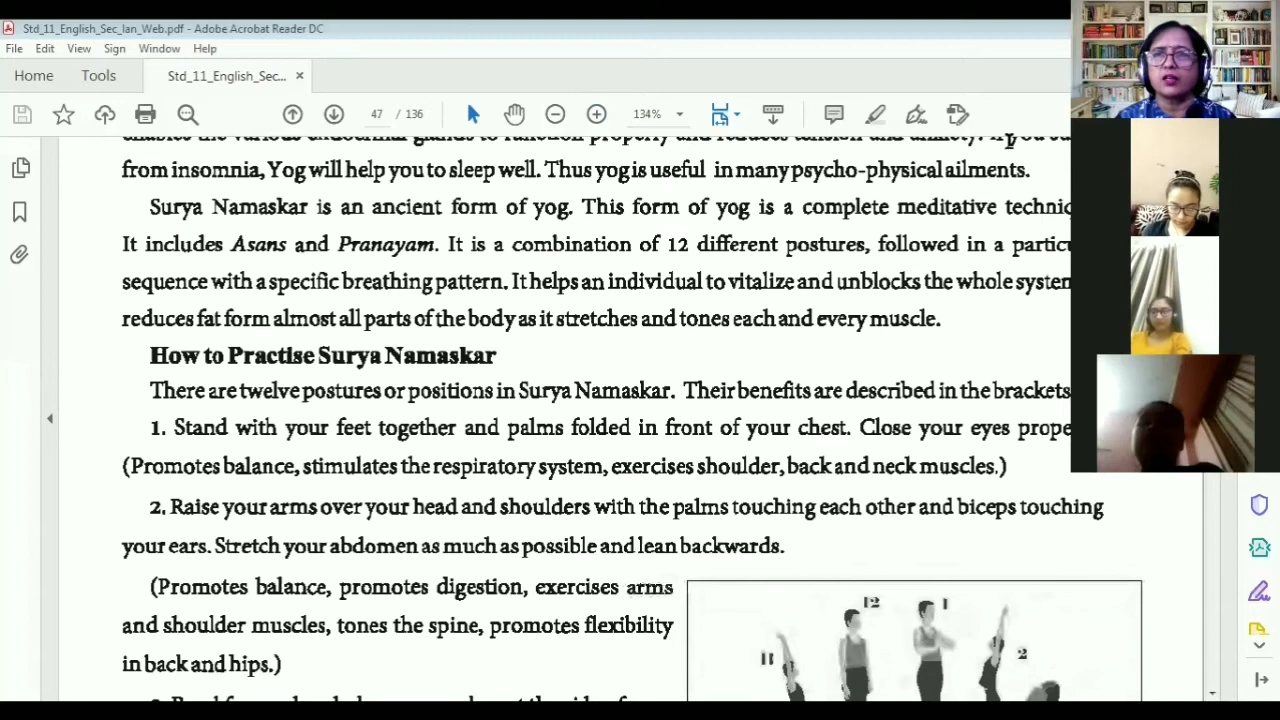 Std_11_English_Sec_lan_Web.pdf - Adobe Acrobat Reader DC
File Edit View Sign Window Help
Home Tools Std_11_English_Sec... ×
47 / 136 134%
from insomnia, Yog will help you to sleep well. Thus yog is useful in many psycho-physical ailments.
Surya Namaskar is an ancient form of yog. This form of yog is a complete meditative
It includes Asans and Pranayam. It is a combination of 12 different postures, followed in a
sequence with a specific breathing pattern. It helps an individual to vitalize and unblocks the whole system
reduces fat form almost all parts of the body as it stretches and tones each and every muscle.
How to Practise Surya Namaskar
There are twelve postures or positions in Surya Namaskar. Their benefits are described in the brackets
1. Stand with your feet together and palms folded in front of your chest. Close your eyes
(Promotes balance, stimulates the respiratory system, exercises shoulder, back and neck muscles.)
2. Raise your arms over your head and shoulders with the palms touching each other and biceps touching
your ears. Stretch your abdomen as much as possible and lean backwards.
(Promotes balance, promotes digestion, exercises arms
and shoulder muscles, tones the spine, promotes flexibility
in back and hips.)
12 1
11 2